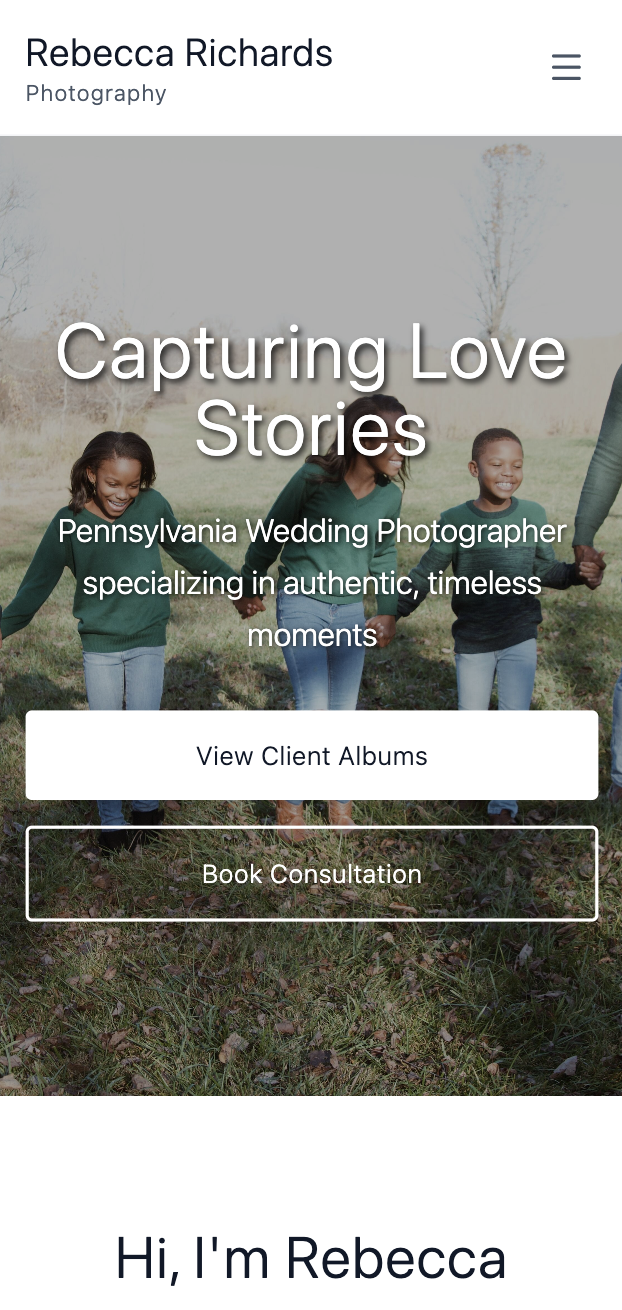 Rebecca Richards
Photography
Capturing Love
Stories
Pennsylvania Wedding Photographer
specializing in authentic, timeless
moments
View Client Albums
Book Consultation
Hi, I'm Rebecca